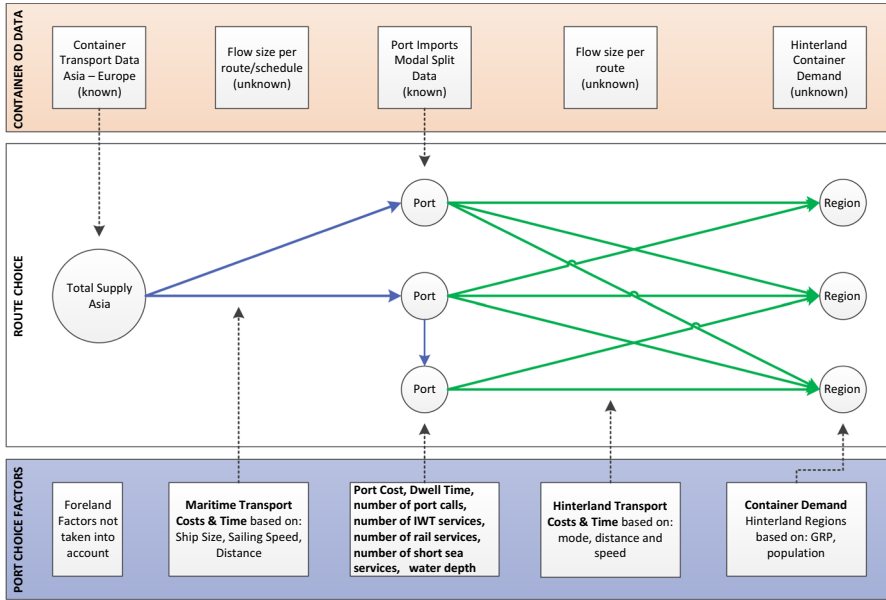 CONTAINER OD DATA
Container
Transport Data
Asia – Europe
(known)
Flow size per
route/schedule
(unknown)
Port Imports
Modal Split
Data
(known)
Flow size per
route
(unknown)
Hinterland
Container
Demand
(unknown)
ROUTE CHOICE
Total Supply
Asia
Port
Port
Port
Region
Region
Region
PORT CHOICE FACTORS
Foreland
Factors not
taken into
account
Maritime Transport
Costs & Time based on:
Ship Size, Sailing Speed,
Distance
Port Cost, Dwell Time,
number of port calls,
number of IWT services,
number of rail services,
number of short sea
services, water depth
Hinterland Transport
Costs & Time based on:
mode, distance and
speed
Container Demand
Hinterland Regions
based on: GRP,
population